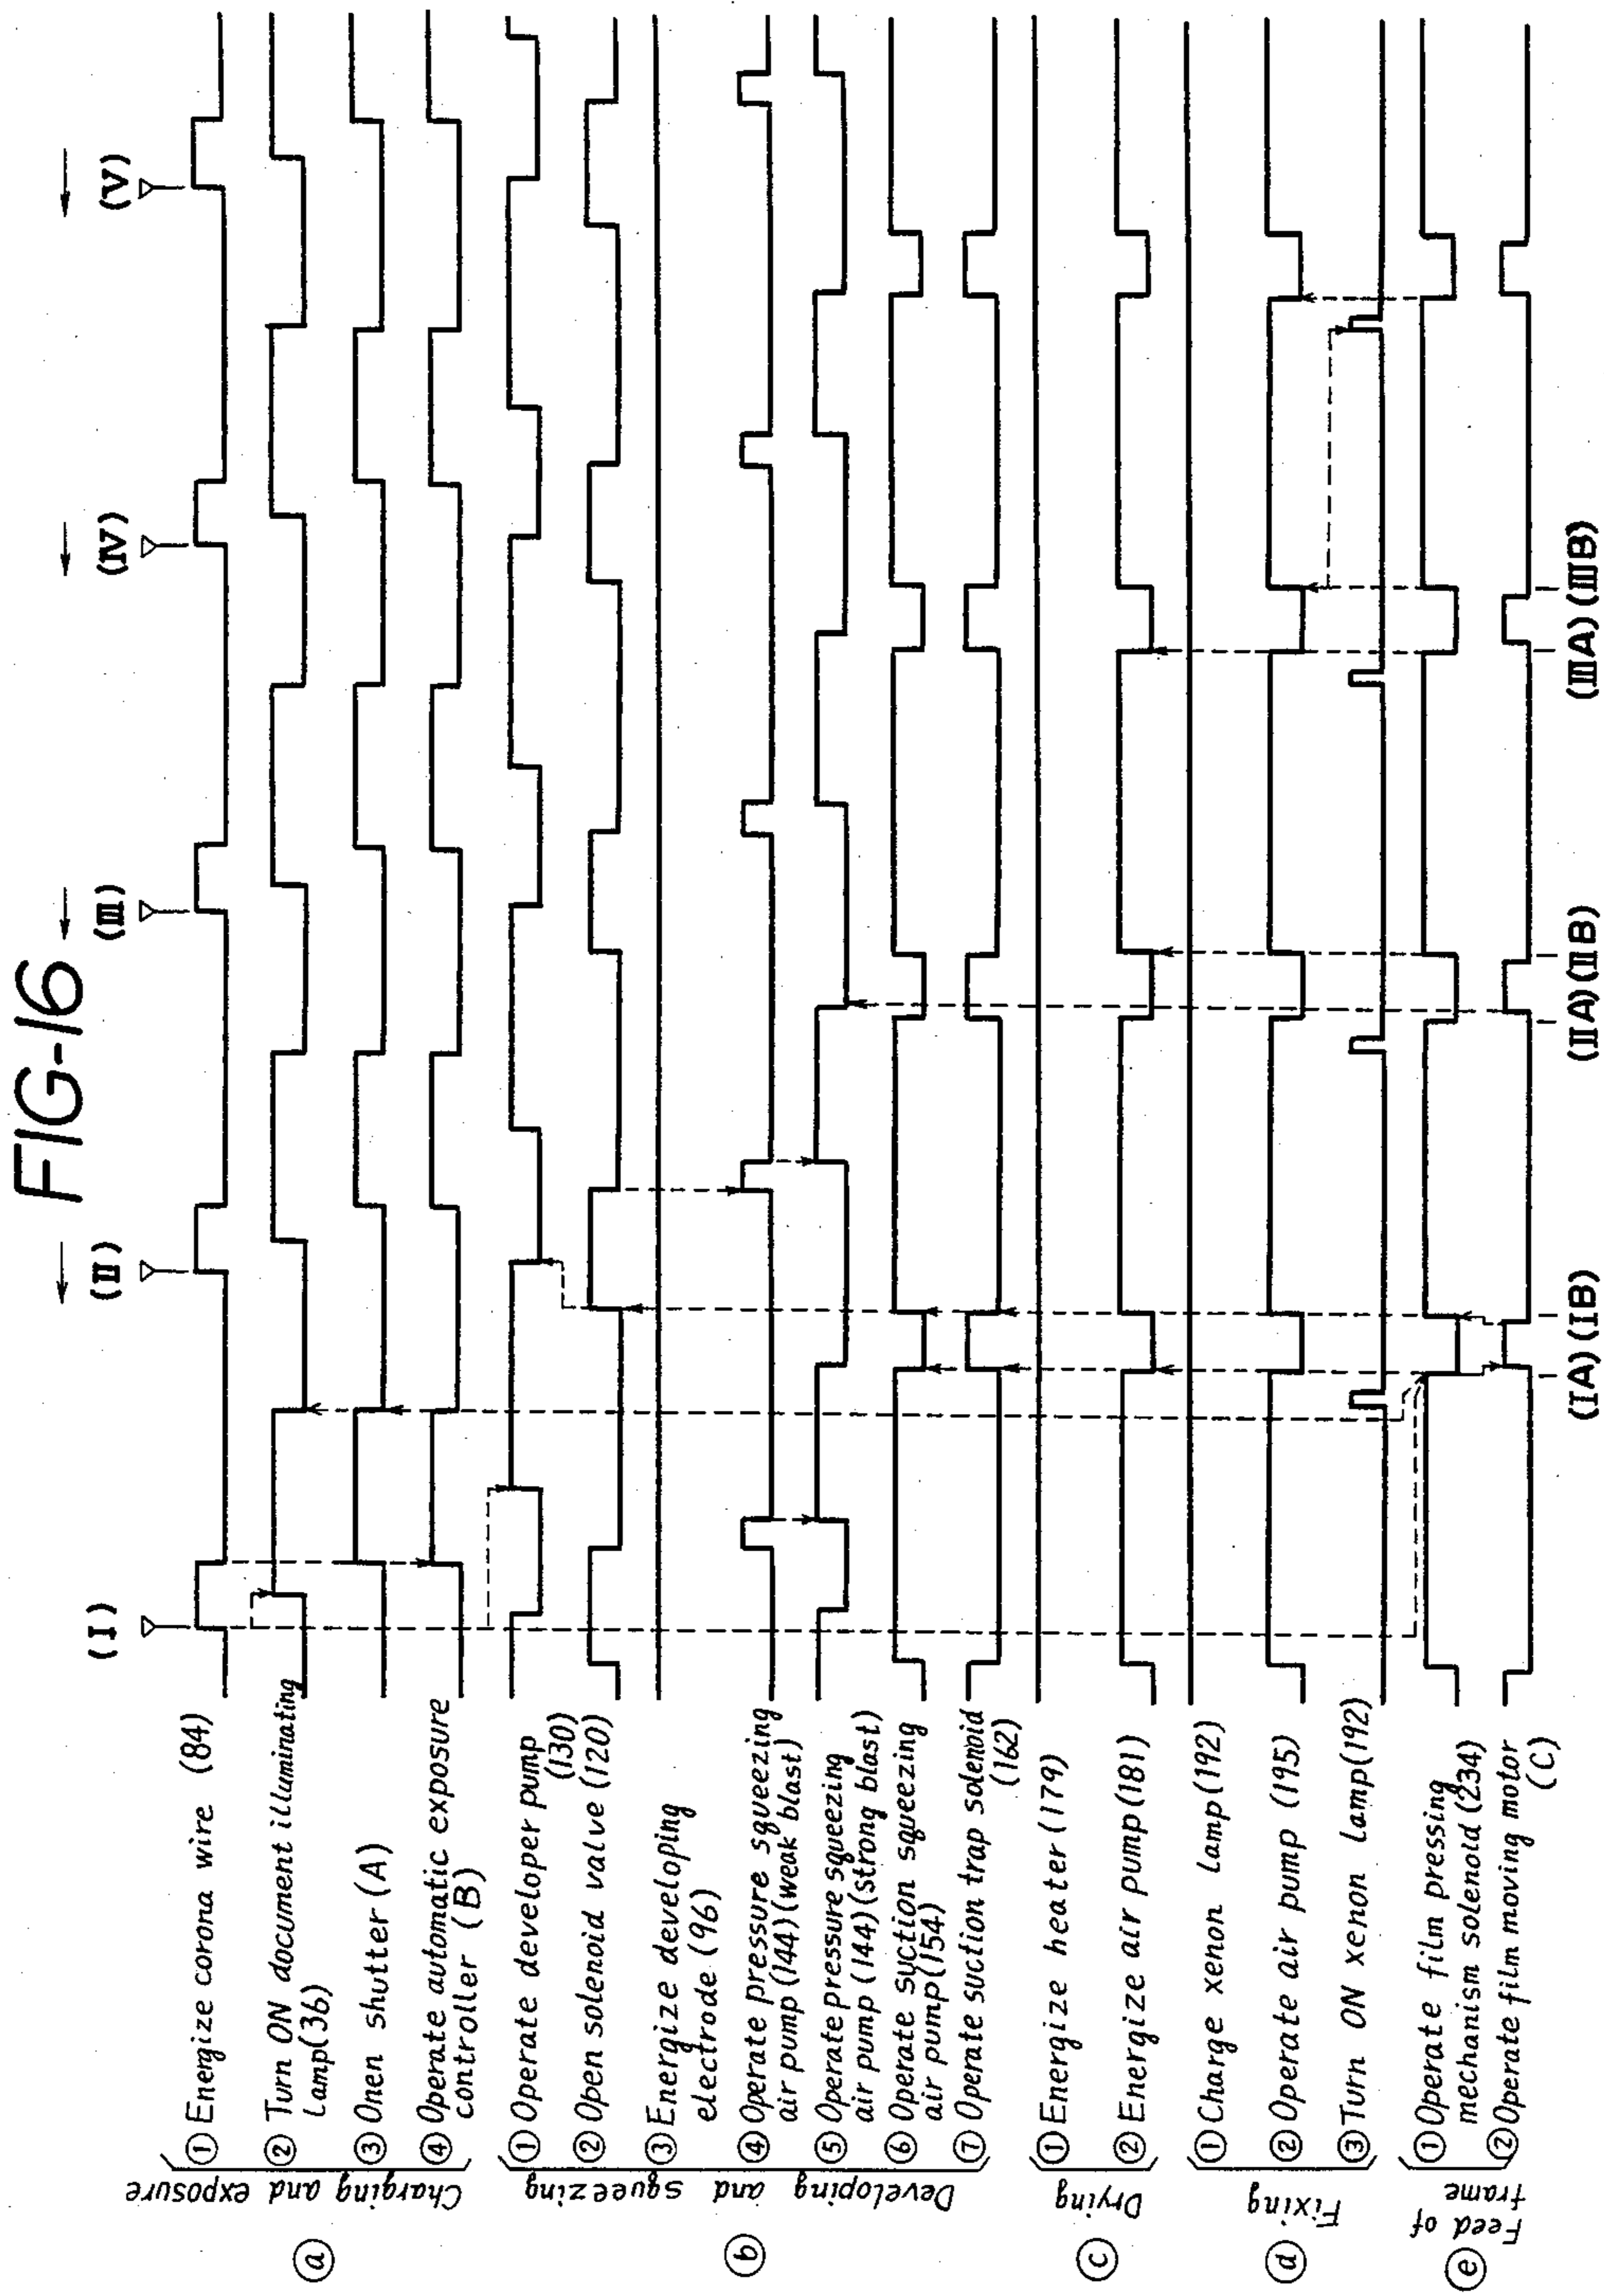 FIG-16
(I) (II) (III) (IV) (V)
ⓐ Charging and exposure
① Energize corona wire (84)
② Turn ON document illuminating
lamp(36)
③ Onen shutter (A)
④ Operate automatic exposure
controller (B)
ⓑ Developing and squeezing
① Operate developer pump
(130)
② Open solenoid valve (120)
③ Energize developing
electrode (96)
④ Operate pressure squeezing
air pump (144)(weak blast)
⑤ Operate pressure squeezing
air pump (144)(strong blast)
⑥ Operate suction squeezing
air pump(154)
⑦ Operate suction trap solenoid
(162)
ⓒ Drying
① Energize heater (179)
② Energize air pump (181)
ⓓ Fixing
① Charge xenon lamp(192)
② Operate air pump (195)
③ Turn ON xenon lamp(192)
ⓔ Feed of
frame
① Operate film pressing
mechanism solenoid (234)
② Operate film moving motor
(C)
(IA) (IB) (IIA) (IIB) (IIIA) (IIIB)